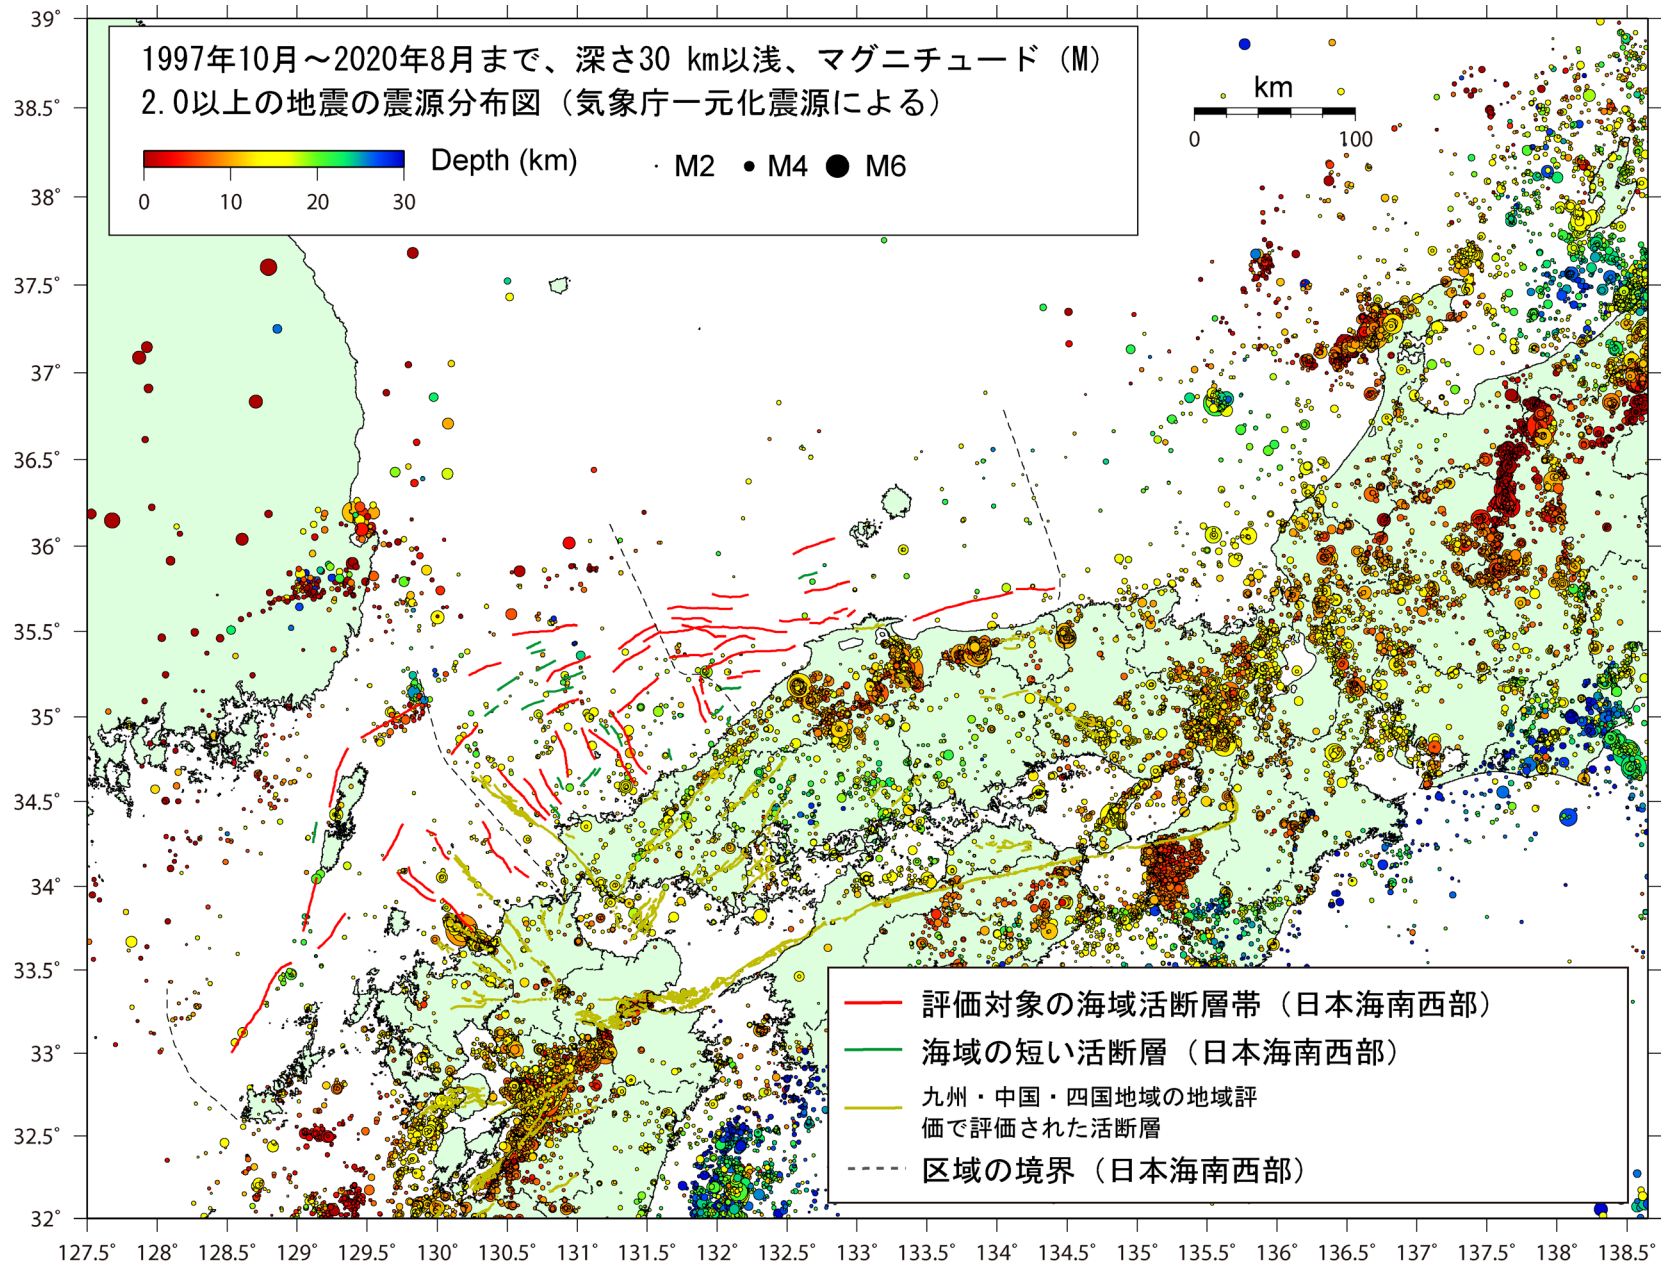 1997年10月～2020年8月まで、深さ30 km以浅、マグニチュード（M）
2.0以上の地震の震源分布図（気象庁一元化震源による）
Depth (km)
M2
M4
M6
0 10 20 30
km
0 100
39°
38.5°
38°
37.5°
37°
36.5°
36°
35.5°
35°
34.5°
34°
33.5°
33°
32.5°
32°
評価対象の海域活断層帯（日本海南西部）
海域の短い活断層（日本海南西部）
九州・中国・四国地域の地域評
価で評価された活断層
区域の境界（日本海南西部）
127.5° 128° 128.5° 129° 129.5° 130° 130.5° 131° 131.5° 132° 132.5° 133° 133.5° 134° 134.5° 135° 135.5° 136° 136.5° 137° 137.5° 138° 138.5°